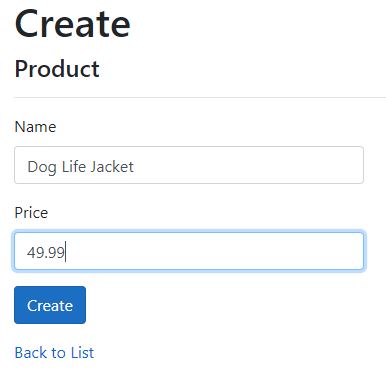 Create
Product
Name
Dog Life Jacket
Price
49.99
Create
Back to List